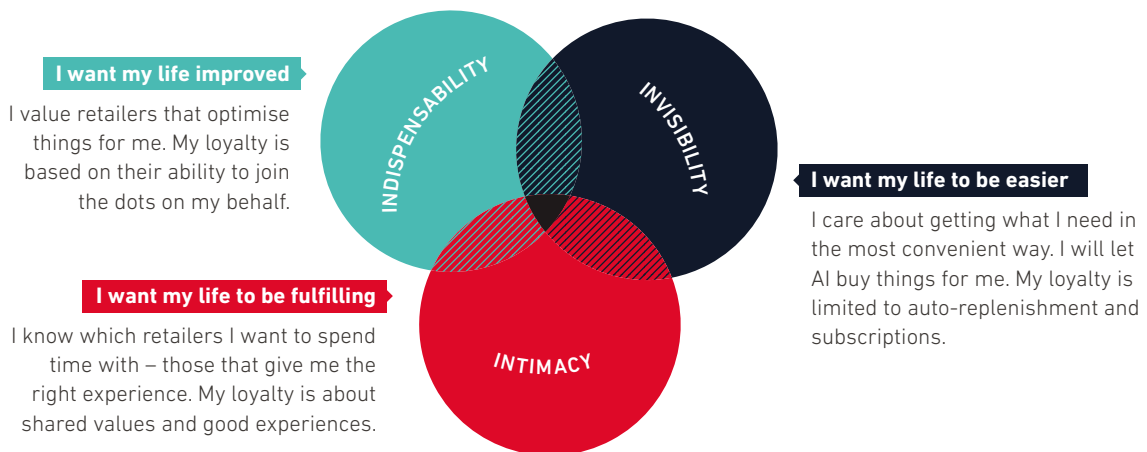 I want my life improved
I value retailers that optimise
things for me. My loyalty is
based on their ability to join
the dots on my behalf.
INDISPENSABILITY
INVISIBILITY
I want my life to be easier
I care about getting what I need in
the most convenient way. I will let
AI buy things for me. My loyalty is
limited to auto-replenishment and
subscriptions.
I want my life to be fulfilling
I know which retailers I want to spend
time with – those that give me the
right experience. My loyalty is about
shared values and good experiences.
INTIMACY